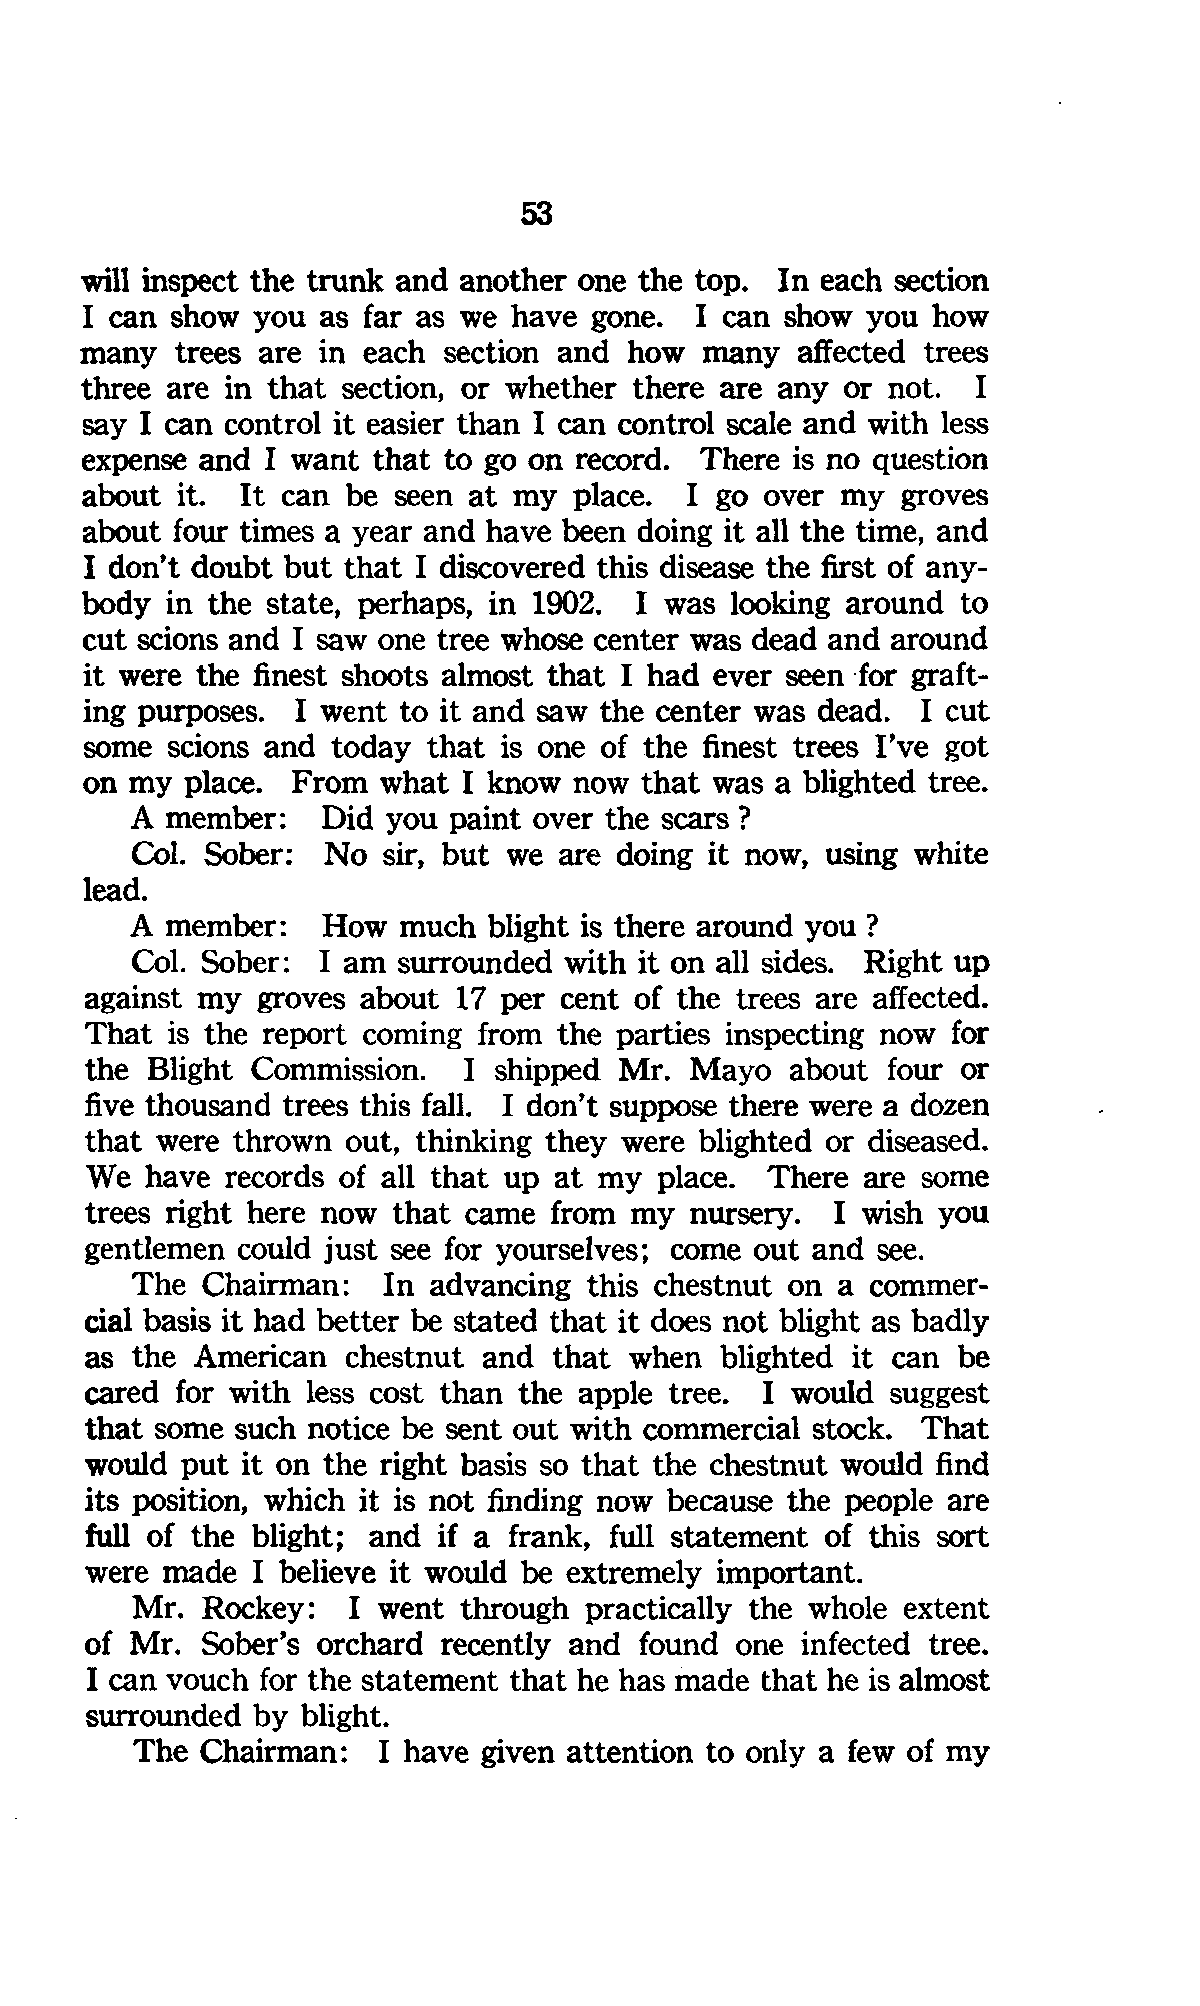 53
will inspect the trunk and another one the top. In each section
I can show you as far as we have gone. I can show you how
many trees are in each section and how many affected trees
three are in that section, or whether there are any or not. I
say I can control it easier than I can control scale and with less
expense and I want that to go on record. There is no question
about it. It can be seen at my place. I go over my groves
about four times a year and have been doing it all the time, and
I don't doubt but that I discovered this disease the first of any-
body in the state, perhaps, in 1902. I was looking around to
cut scions and I saw one tree whose center was dead and around
it were the finest shoots almost that I had ever seen for graft-
ing purposes. I went to it and saw the center was dead. I cut
some scions and today that is one of the finest trees I've got
on my place. From what I know now that was a blighted tree.
A member: Did you paint over the scars?
Col. Sober: No sir, but we are doing it now, using white
lead.
A member: How much blight is there around you?
Col. Sober: I am surrounded with it on all sides. Right up
against my groves about 17 per cent of the trees are affected.
That is the report coming from the parties inspecting now for
the Blight Commission. I shipped Mr. Mayo about four or
five thousand trees this fall. I don't suppose there were a dozen
that were thrown out, thinking they were blighted or diseased.
We have records of all that up at my place. There are some
trees right here now that came from my nursery. I wish you
gentlemen could just see for yourselves; come out and see.
The Chairman: In advancing this chestnut on a commer-
cial basis it had better be stated that it does not blight as badly
as the American chestnut and that when blighted it can be
cared for with less cost than the apple tree. I would suggest
that some such notice be sent out with commercial stock. That
would put it on the right basis so that the chestnut would find
its position, which it is not finding now because the people are
full of the blight; and if a frank, full statement of this sort
were made I believe it would be extremely important.
Mr. Rockey: I went through practically the whole extent
of Mr. Sober's orchard recently and found one infected tree.
I can vouch for the statement that he has made that he is almost
surrounded by blight.
The Chairman: I have given attention to only a few of my